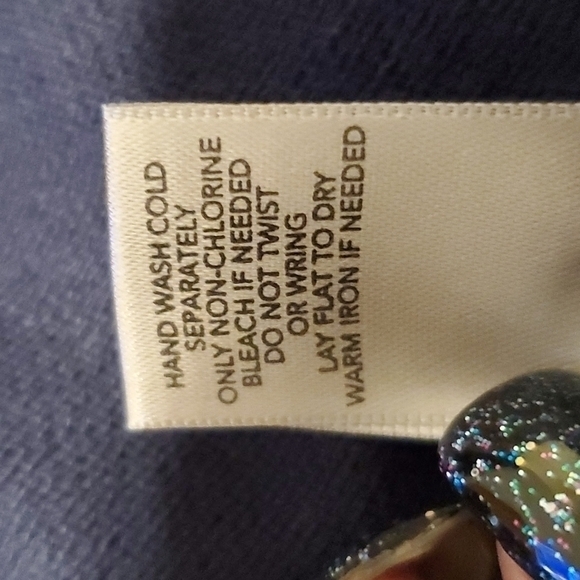 HAND WASH COLD
SEPARATELY
ONLY NON-CHLORINE
BLEACH IF NEEDED
DO NOT TWIST
OR WRING
LAY FLAT TO DRY
WARM IRON IF NEEDED